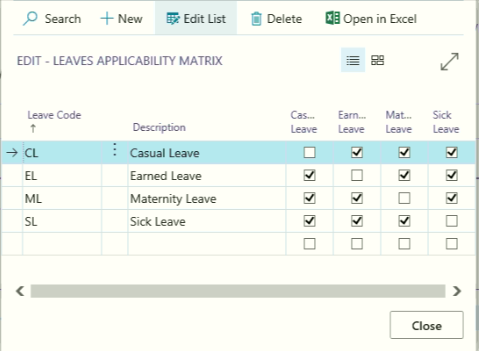 Search New Edit List Delete Open in Excel
EDIT - LEAVES APPLICABILITY MATRIX
Leave Code ↑ Description Cas... Leave Earn... Leave Mat... Leave Sick Leave
CL Casual Leave
EL Earned Leave
ML Maternity Leave
SL Sick Leave
Close